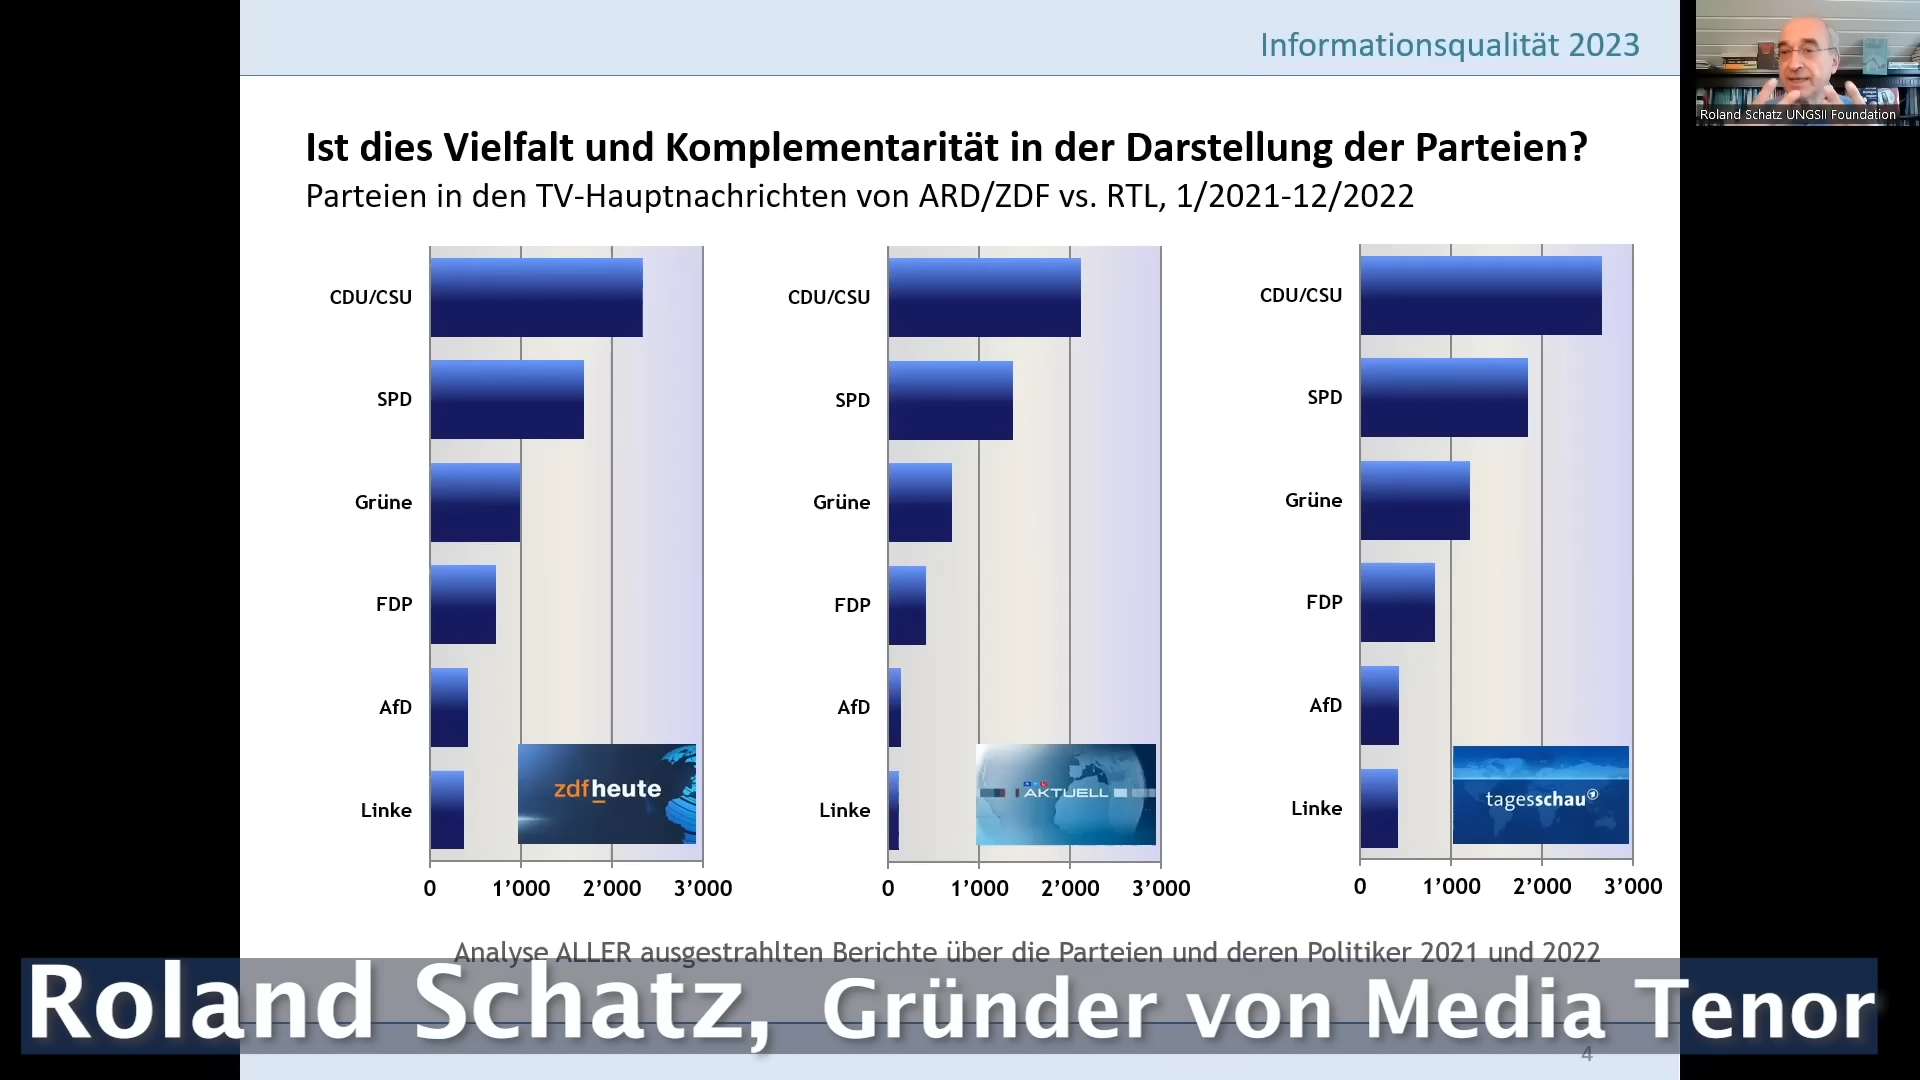 Informationsqualität 2023
Roland Schatz UNGSII Foundation
Ist dies Vielfalt und Komplementarität in der Darstellung der Parteien?
Parteien in den TV-Hauptnachrichten von ARD/ZDF vs. RTL, 1/2021-12/2022
CDU/CSU
SPD
Grüne
FDP
AfD
Linke
zdfheute
0 1’000 2’000 3’000
CDU/CSU
SPD
Grüne
FDP
AfD
Linke
RTL
AKTUELL
0 1’000 2’000 3’000
CDU/CSU
SPD
Grüne
FDP
AfD
Linke
tagesschau
0 1’000 2’000 3’000
Analyse ALLER ausgestrahlten Berichte über die Parteien und deren Politiker 2021 und 2022
Roland Schatz, Gründer von Media Tenor
4